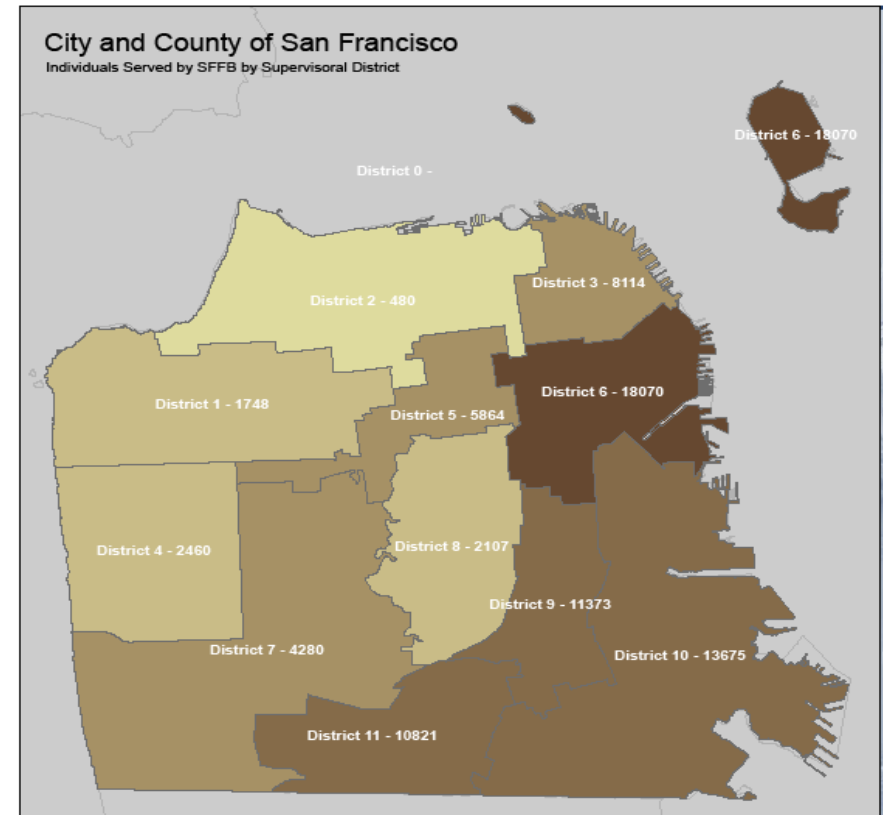 City and County of San Francisco
Individuals Served by SFFB by Supervisoral District
District 6 - 18070
District 0 -
District 3 - 8114
District 2 - 480
District 6 - 18070
District 1 - 1748
District 5 - 5864
District 4 - 2460
District 8 - 2107
District 9 - 11373
District 7 - 4280
District 10 - 13675
District 11 - 10821